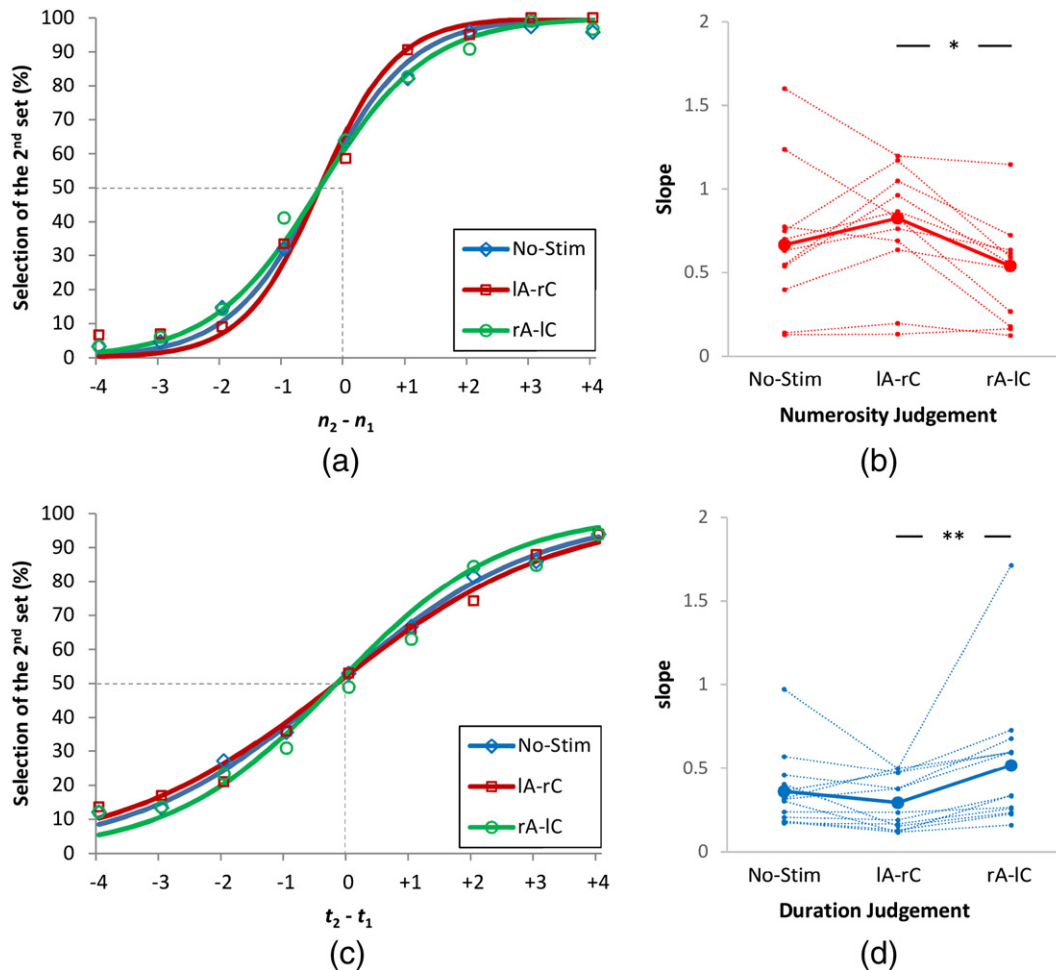 100
90
80
70
60
50
40
30
20
10
0
Selection of the 2nd set (%)
No-Stim
lA-rC
rA-lC
-4 -3 -2 -1 0 +1 +2 +3 +4
n2 - n1
(a)
2
1.5
1
0.5
0
Slope
*
No-Stim lA-rC rA-lC
Numerosity Judgement
(b)
100
90
80
70
60
50
40
30
20
10
0
Selection of the 2nd set (%)
No-Stim
lA-rC
rA-lC
-4 -3 -2 -1 0 +1 +2 +3 +4
t2 - t1
(c)
2
1.5
1
0.5
0
slope
**
No-Stim lA-rC rA-lC
Duration Judgement
(d)